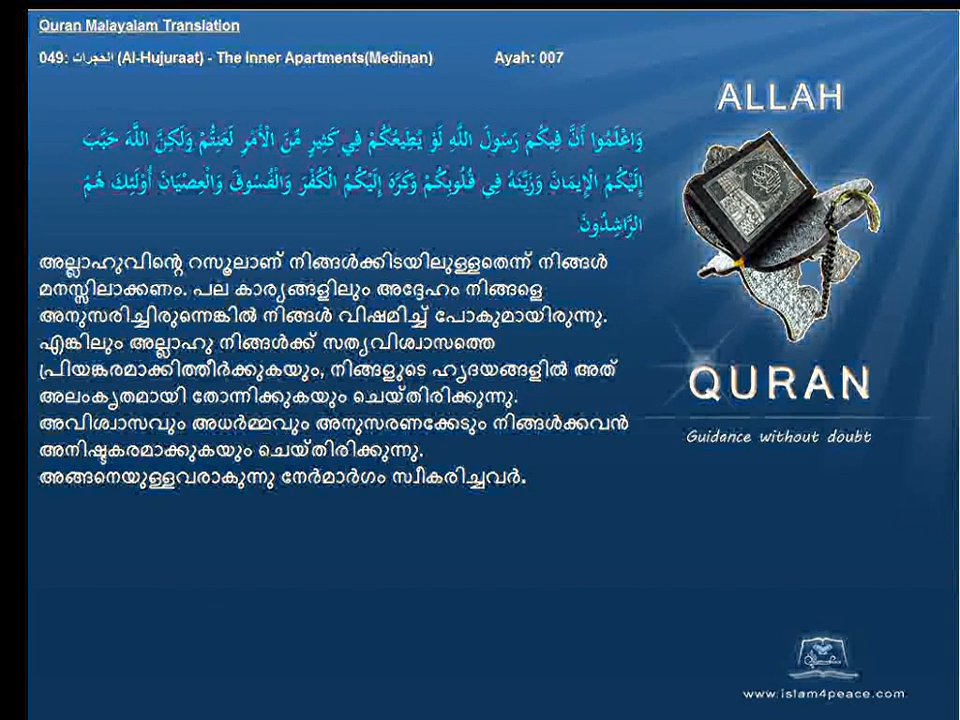 Quran Malayalam Translation
049: الحجرات (Al-Hujuraat) - The Inner Apartments(Medinan) Ayah: 007
ALLAH
وَاعْلَمُوا أَنَّ فِيكُمْ رَسُولَ اللَّهِ لَوْ يُطِيعُكُمْ فِي كَثِيرٍ مِّنَ الْأَمْرِ لَعَنِتُّمْ وَلَكِنَّ اللَّهَ حَبَّبَ
إِلَيْكُمُ الْإِيمَانَ وَزَيَّنَهُ فِي قُلُوبِكُمْ وَكَرَّهَ إِلَيْكُمُ الْكُفْرَ وَالْفُسُوقَ وَالْعِصْيَانَ أُوْلَئِكَ هُمُ
الرَّاشِدُونَ
അല്ലാഹുവിന്റെ റസൂലാണ് നിങ്ങൾക്കിടയിലുള്ളതെന്ന് നിങ്ങൾ
മനസ്സിലാക്കണം. പല കാര്യങ്ങളിലും അദ്ദേഹം നിങ്ങളെ
അനുസരിച്ചിരുന്നെങ്കിൽ നിങ്ങൾ വിഷമിച്ച് പോകുമായിരുന്നു.
എങ്കിലും അല്ലാഹു നിങ്ങൾക്ക് സത്യവിശ്വാസത്തെ
പ്രിയങ്കരമാക്കിത്തീർക്കുകയും, നിങ്ങളുടെ ഹൃദയങ്ങളിൽ അത്
അലംകൃതമായി തോന്നിക്കുകയും ചെയ്തിരിക്കുന്നു.
അവിശ്വാസവും അധർമ്മവും അനുസരണക്കേടും നിങ്ങൾക്കവൻ
അനിഷ്ടകരമാക്കുകയും ചെയ്തിരിക്കുന്നു.
അങ്ങനെയുള്ളവരാകുന്നു നേർമാർഗം സ്വീകരിച്ചവർ.
QURAN
Guidance without doubt
www.islam4peace.com